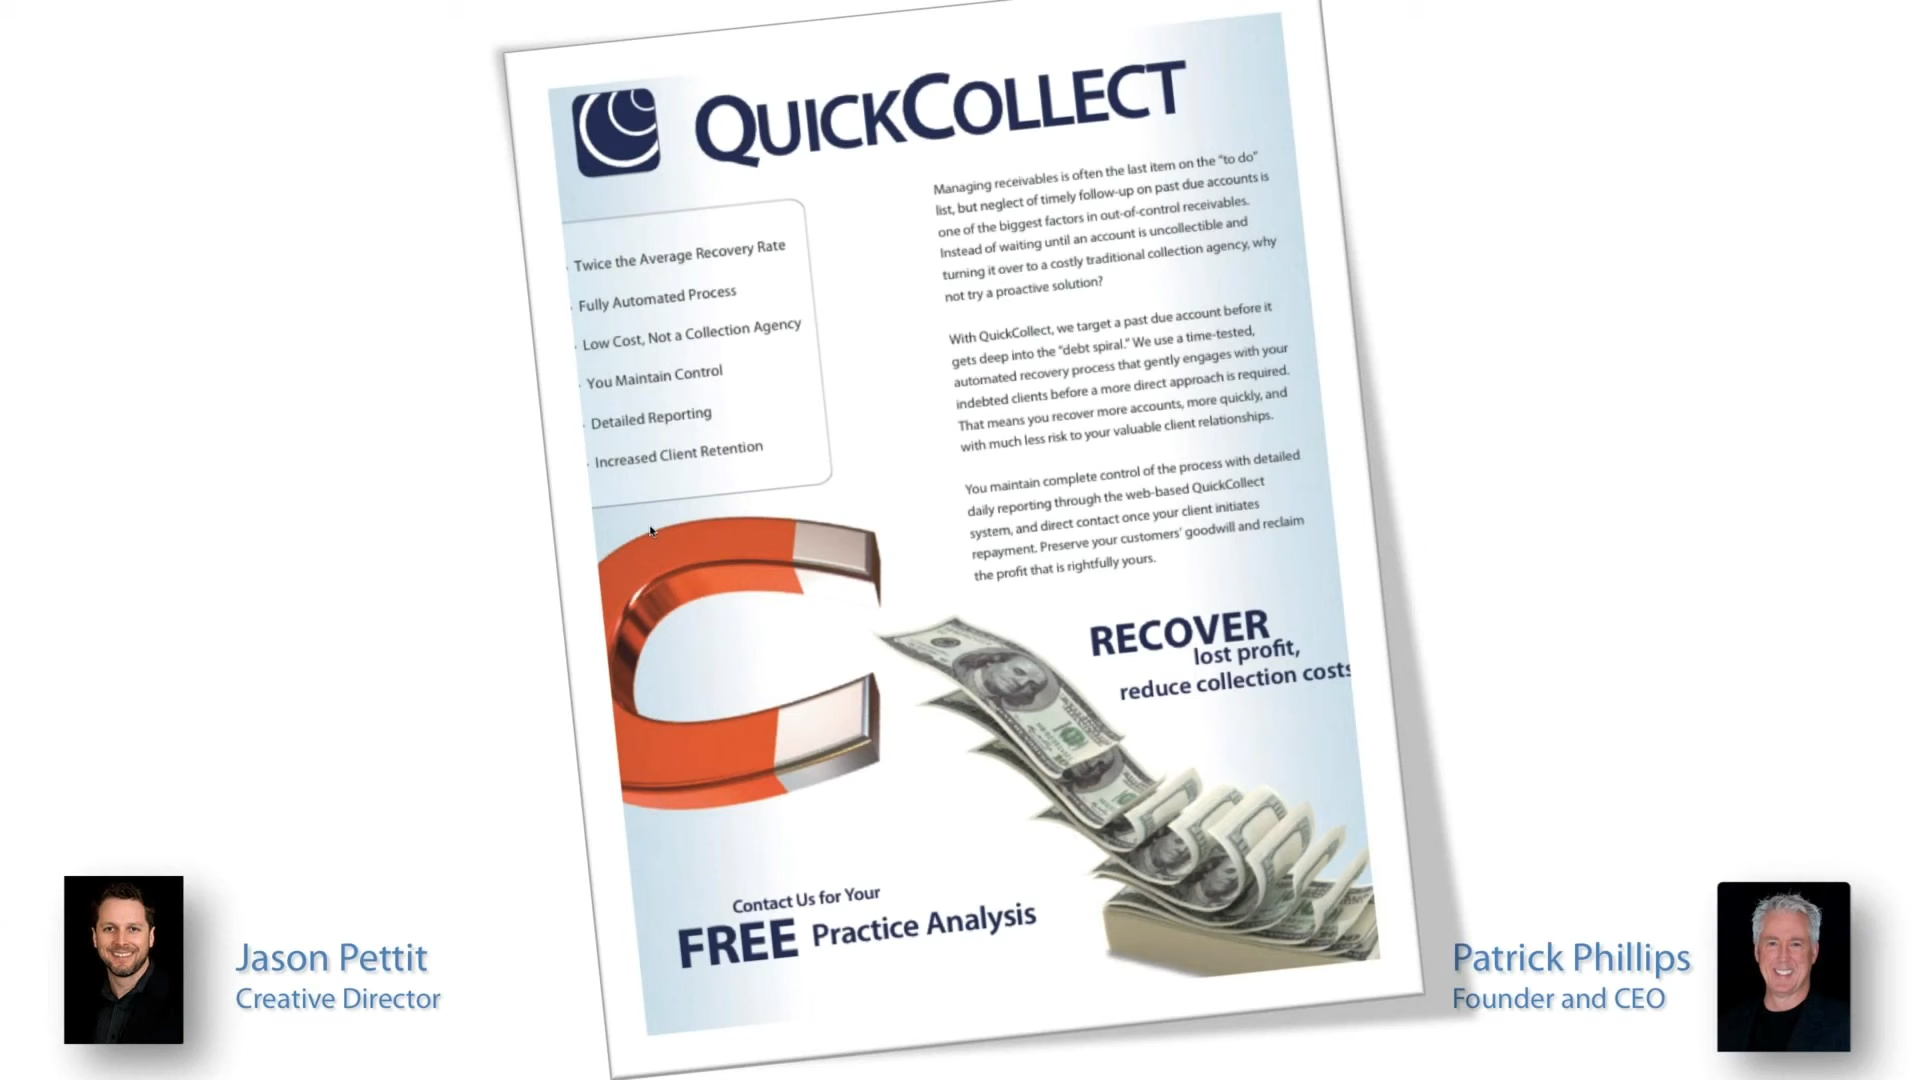 QUICKCOLLECT
Twice the Average Recovery Rate
Fully Automated Process
Low Cost, Not a Collection Agency
You Maintain Control
Detailed Reporting
Increased Client Retention
Managing receivables is often the last item on the “to do”
list, but neglect of timely follow-up on past due accounts is
one of the biggest factors in out-of-control receivables.
Instead of waiting until an account is uncollectible and
turning it over to a costly traditional collection agency, why
not try a proactive solution?
With QuickCollect, we target a past due account before it
gets deep into the “debt spiral.” We use a time-tested,
automated recovery process that gently engages with your
indebted clients before a more direct approach is required.
That means you recover more accounts, more quickly, and
with much less risk to your valuable client relationships.
You maintain complete control of the process with detailed
daily reporting through the web-based QuickCollect
system, and direct contact once your client initiates
repayment. Preserve your customers’ goodwill and reclaim
the profit that is rightfully yours.
RECOVER
lost profit,
reduce collection costs
Contact Us for Your
FREE Practice Analysis
Jason Pettit
Creative Director
Patrick Phillips
Founder and CEO